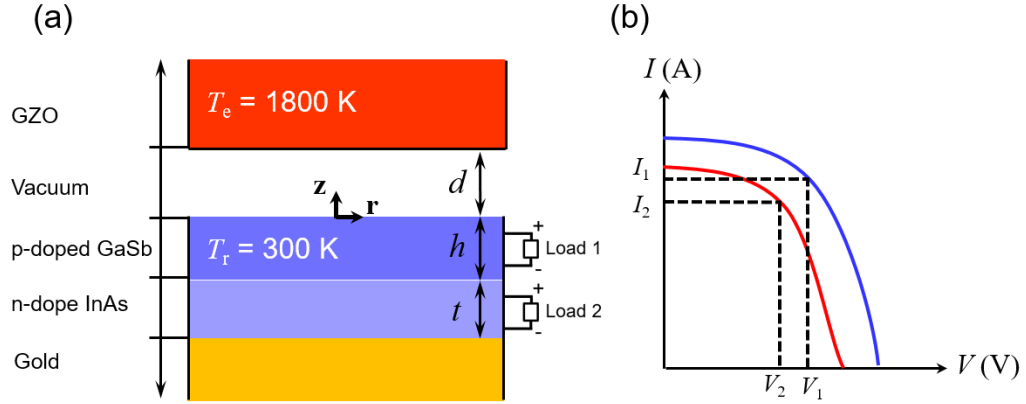 (a)
GZO
Tₑ = 1800 K
Vacuum
z
r
d
p-doped GaSb
Tᵣ = 300 K
h
+
Load 1
-
n-dope InAs
t
+
Load 2
-
Gold
(b)
I (A)
I₁
I₂
V₂
V₁
V (V)